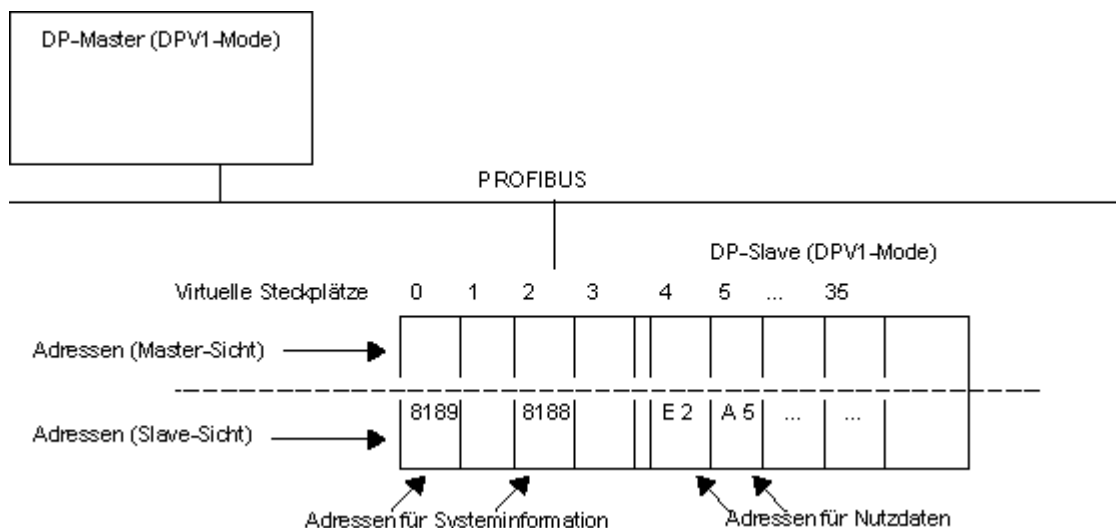 DP-Master (DPV1-Mode)
PROFIBUS
DP-Slave (DPV1-Mode)
Virtuelle Steckplätze 0 1 2 3 4 5 ... 35
Adressen (Master-Sicht)
8189 8188 E 2 A 5 ... ...
Adressen (Slave-Sicht)
Adressen für Systeminformation Adressen für Nutzdaten